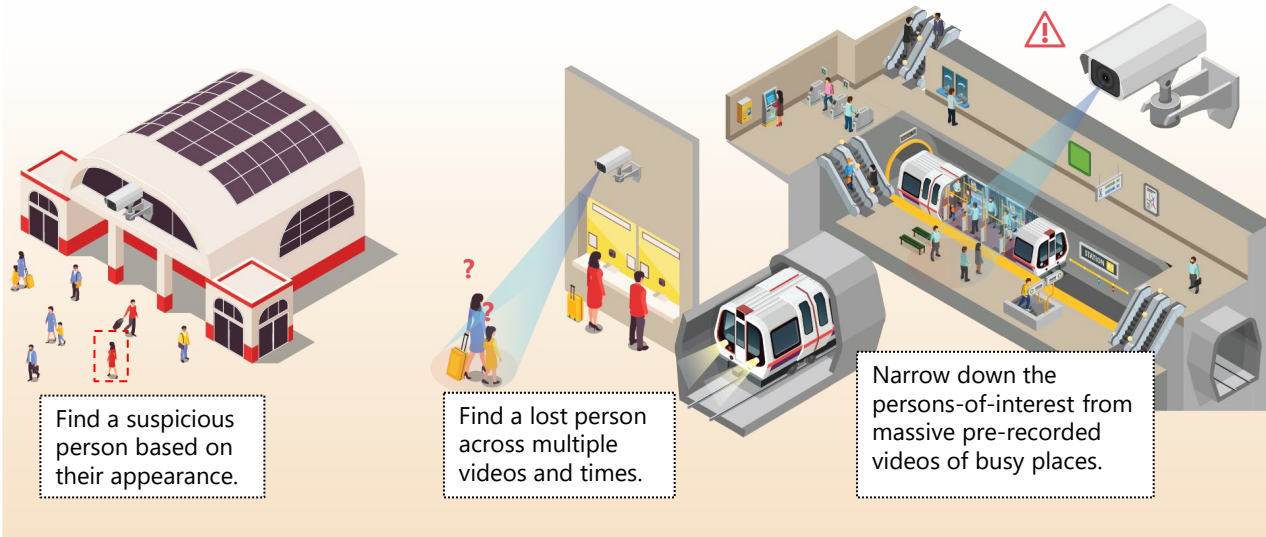 ?
?
STATION
Find a suspicious
person based on
their appearance.
Find a lost person
across multiple
videos and times.
Narrow down the
persons-of-interest from
massive pre-recorded
videos of busy places.